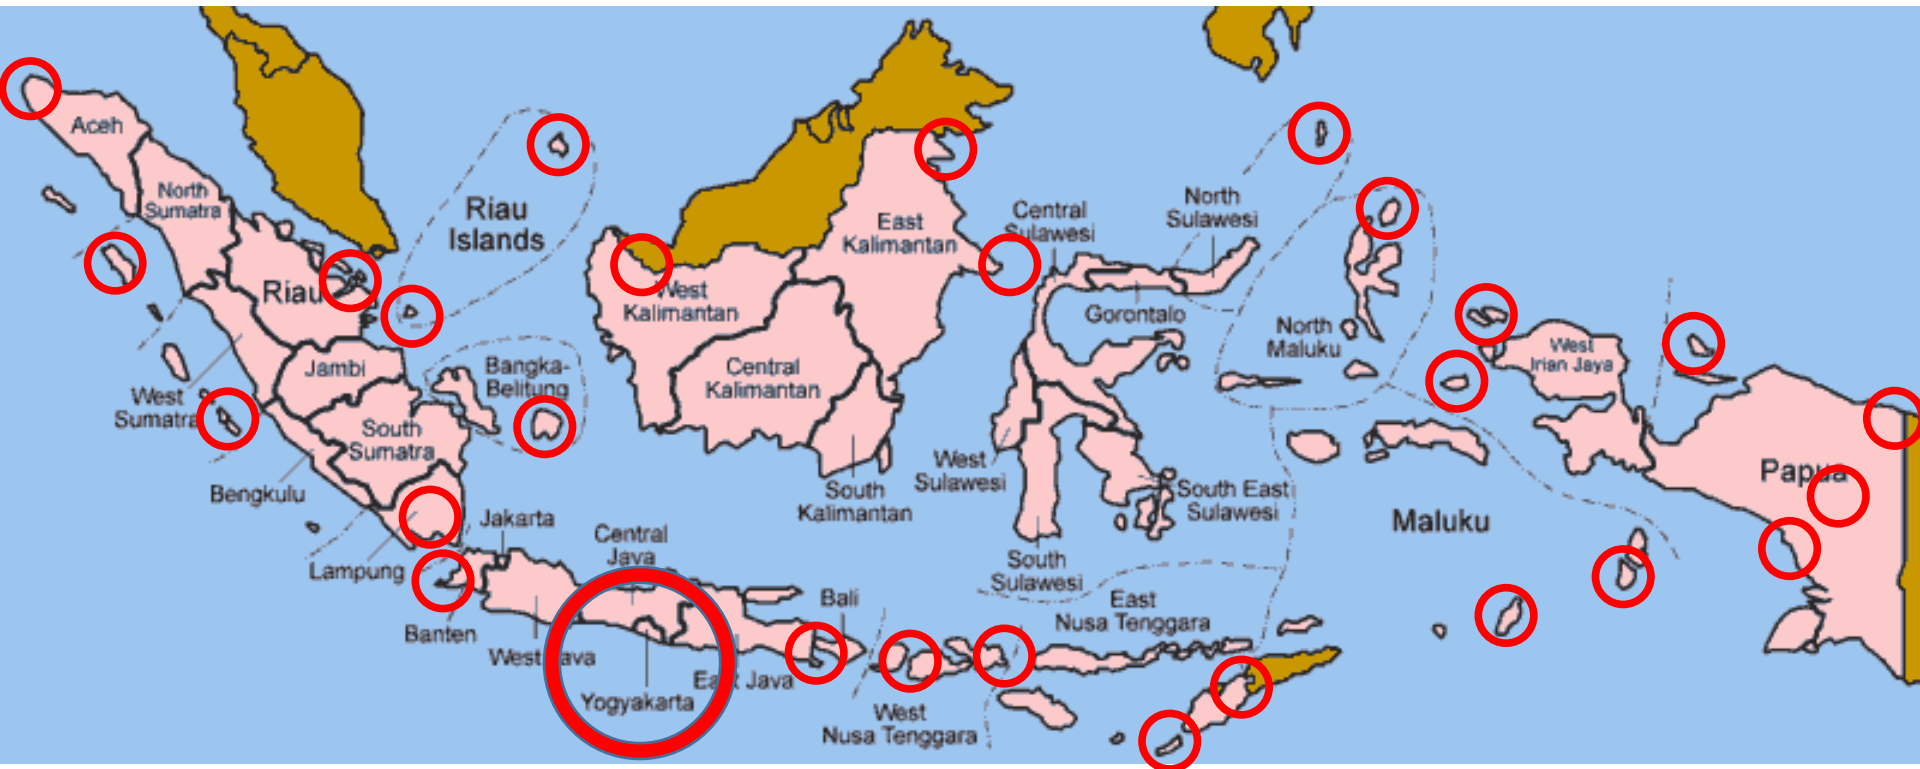 Aceh
North
Sumatra
Riau
Islands
Riau
West
Kalimantan
East
Kalimantan
Central
Sulawesi
North
Sulawesi
Gorontalo
North
Maluku
West
Irian Jaya
Jambi
Bangka-
Belitung
Central
Kalimantan
West
Sumatra
South
Sumatra
West
Sulawesi
South
Kalimantan
South East
Sulawesi
Maluku
Papua
Bengkulu
Jakarta
Central
Java
Lampung
South
Sulawesi
Banten
Bali
East
Nusa Tenggara
West Java
Yogyakarta
East Java
West
Nusa Tenggara